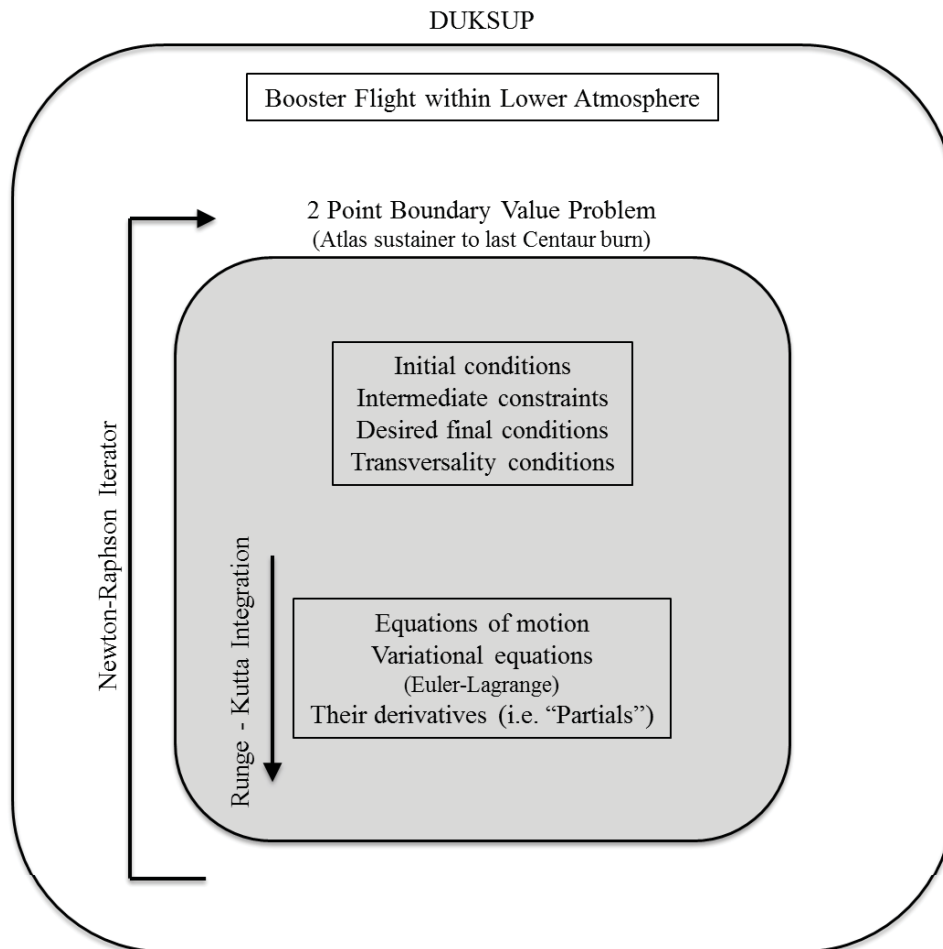 DUKSUP
Booster Flight within Lower Atmosphere
2 Point Boundary Value Problem
(Atlas sustainer to last Centaur burn)
Initial conditions
Intermediate constraints
Desired final conditions
Transversality conditions
Newton-Raphson Iterator
Runge - Kutta Integration
Equations of motion
Variational equations
(Euler-Lagrange)
Their derivatives (i.e. “Partials”)